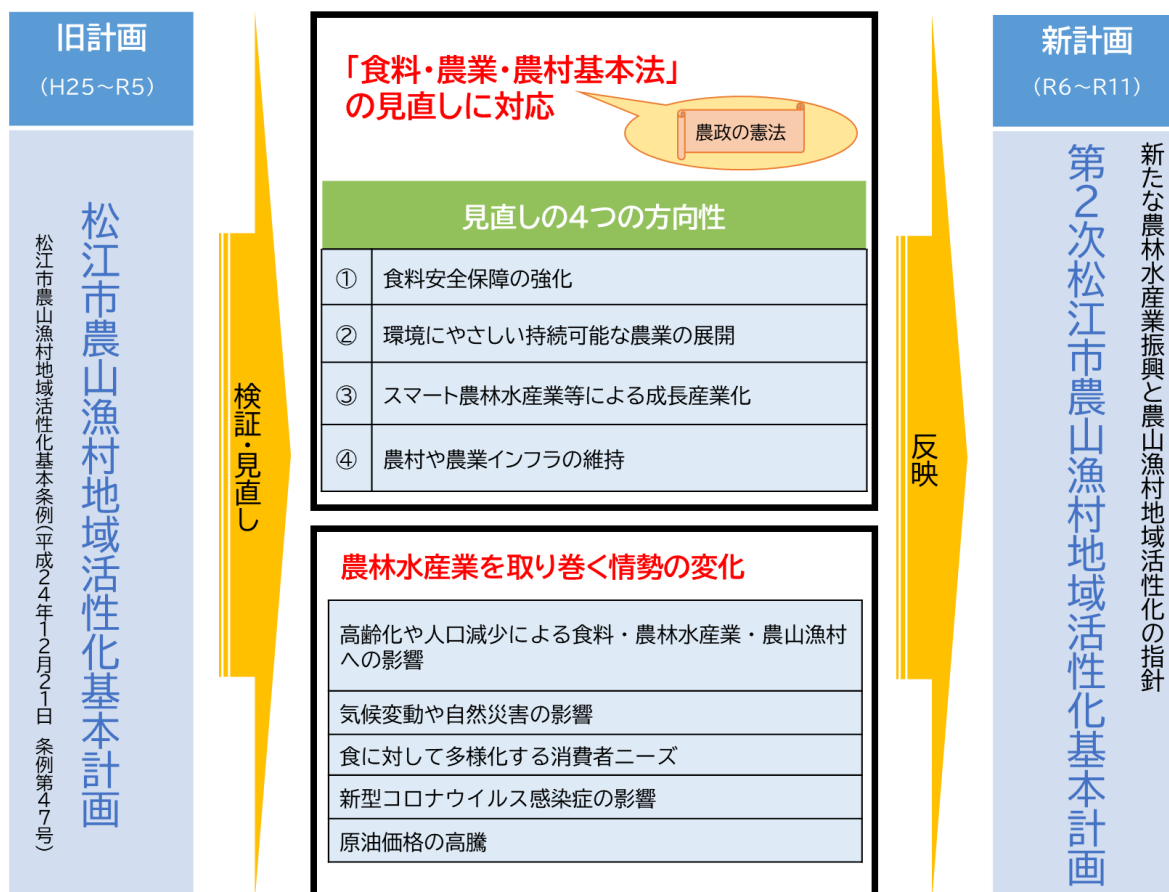 旧計画
(H25~R5)
松江市農山漁村地域活性化基本計画
松江市農山漁村地域活性化基本条例(平成24年12月21日 条例第47号)
検証・見直し
「食料・農業・農村基本法」
の見直しに対応
農政の憲法
見直しの4つの方向性
① 食料安全保障の強化
② 環境にやさしい持続可能な農業の展開
③ スマート農林水産業等による成長産業化
④ 農村や農業インフラの維持
農林水産業を取り巻く情勢の変化
高齢化や人口減少による食料・農林水産業・農山漁村
への影響
気候変動や自然災害の影響
食に対して多様化する消費者ニーズ
新型コロナウイルス感染症の影響
原油価格の高騰
反映
新計画
(R6~R11)
新たな農林水産業振興と農山漁村地域活性化の指針
第2次松江市農山漁村地域活性化基本計画